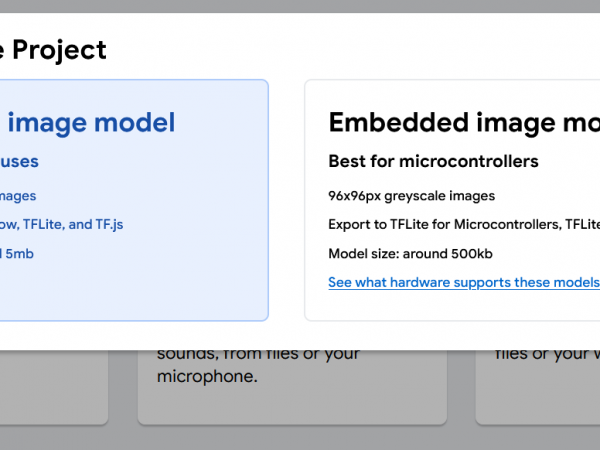 e Project
image model
uses
mages
ow, TFLite, and TF.js
5mb
Embedded image mo
Best for microcontrollers
96x96px greyscale images
Export to TFLite for Microcontrollers, TFLite
Model size: around 500kb
See what hardware supports these models
sounds, from files or your
microphone.
files or your w